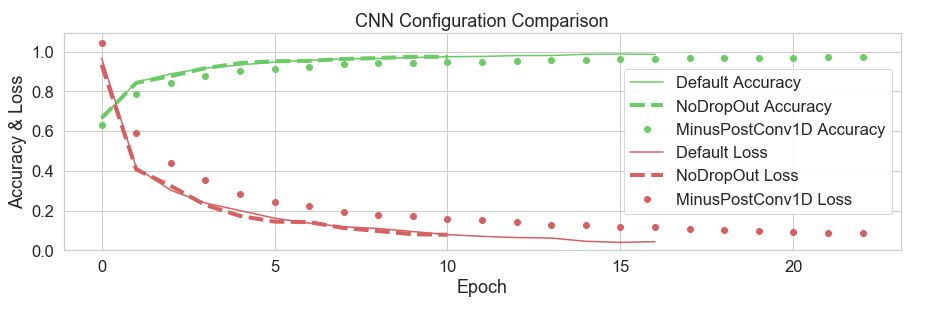 CNN Configuration Comparison
Accuracy & Loss
1.0
0.8
0.6
0.4
0.2
0.0
Default Accuracy
NoDropOut Accuracy
MinusPostConv1D Accuracy
Default Loss
NoDropOut Loss
MinusPostConv1D Loss
0 5 10 15 20
Epoch